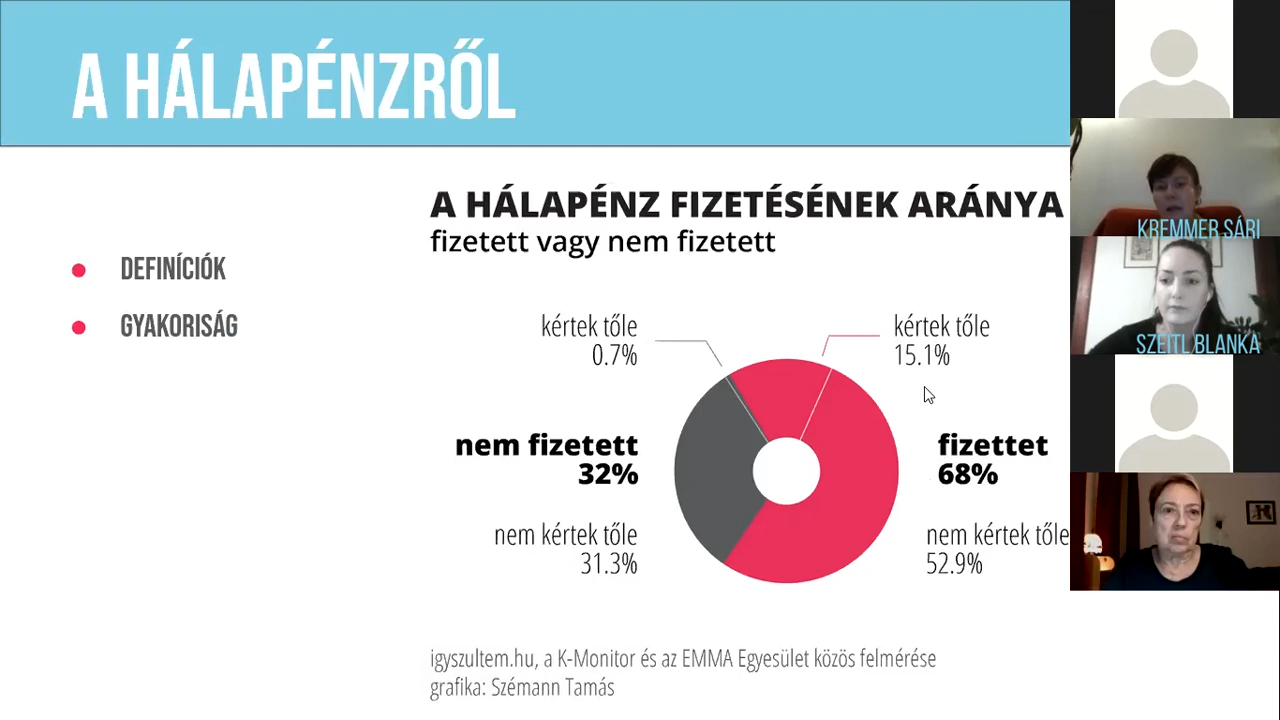 A HÁLAPÉNZRŐL
DEFINÍCIÓK
GYAKORISÁG
A HÁLAPÉNZ FIZETÉSÉNEK ARÁNYA
fizetett vagy nem fizetett
kértek tőle
0.7%
kértek tőle
15.1%
nem fizetett
32%
fizettet
68%
nem kértek tőle
31.3%
nem kértek tőle
52.9%
igyszultem.hu, a K-Monitor és az EMMA Egyesület közös felmérése
grafika: Szémann Tamás
KREMMER SÁRI
SZEITL BLANKA